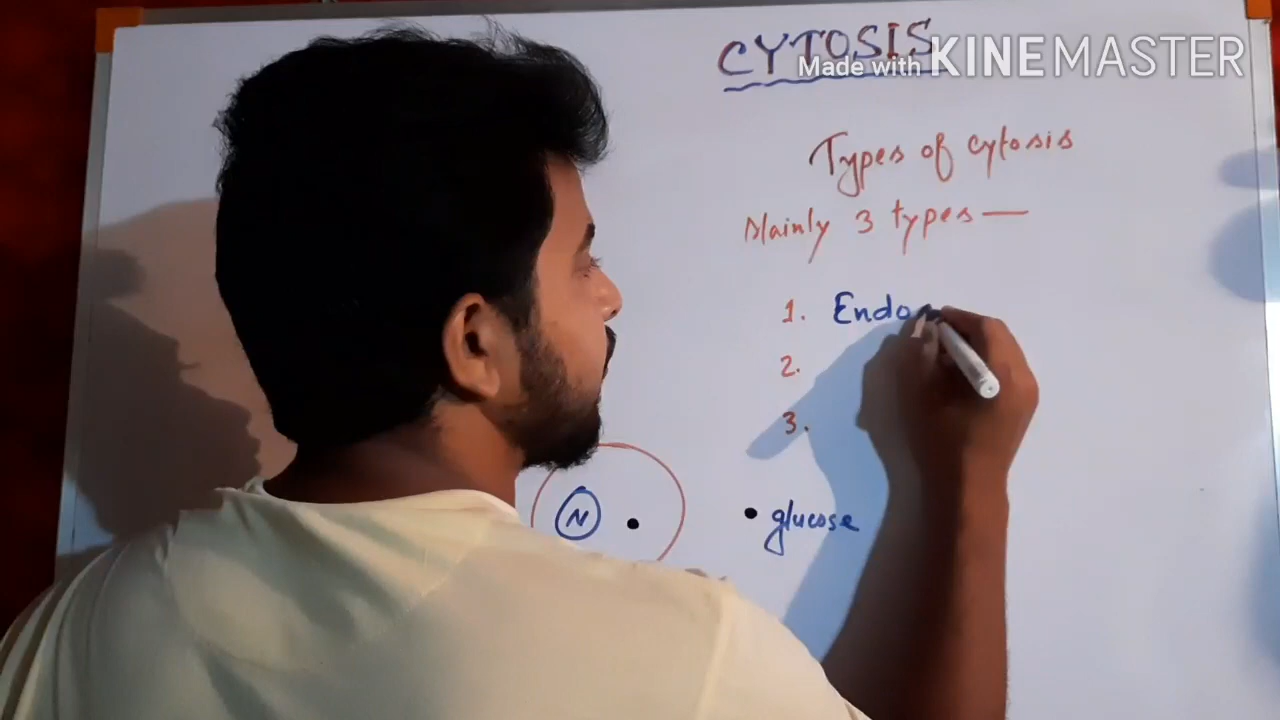 CYTOSIS
Made with KINEMASTER
Types of cytosis
Mainly 3 types —
1. Endo
2.
3.
N
glucose